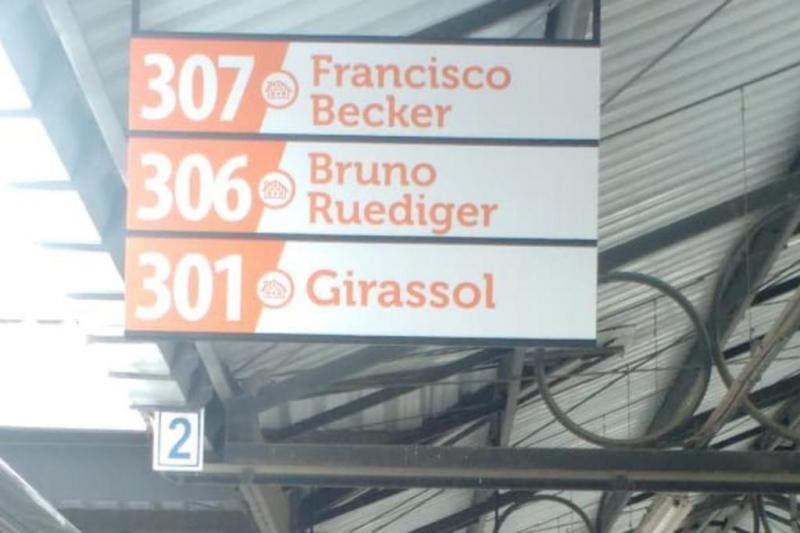 307 Francisco
Becker
306 Bruno
Ruediger
301 Girassol
2